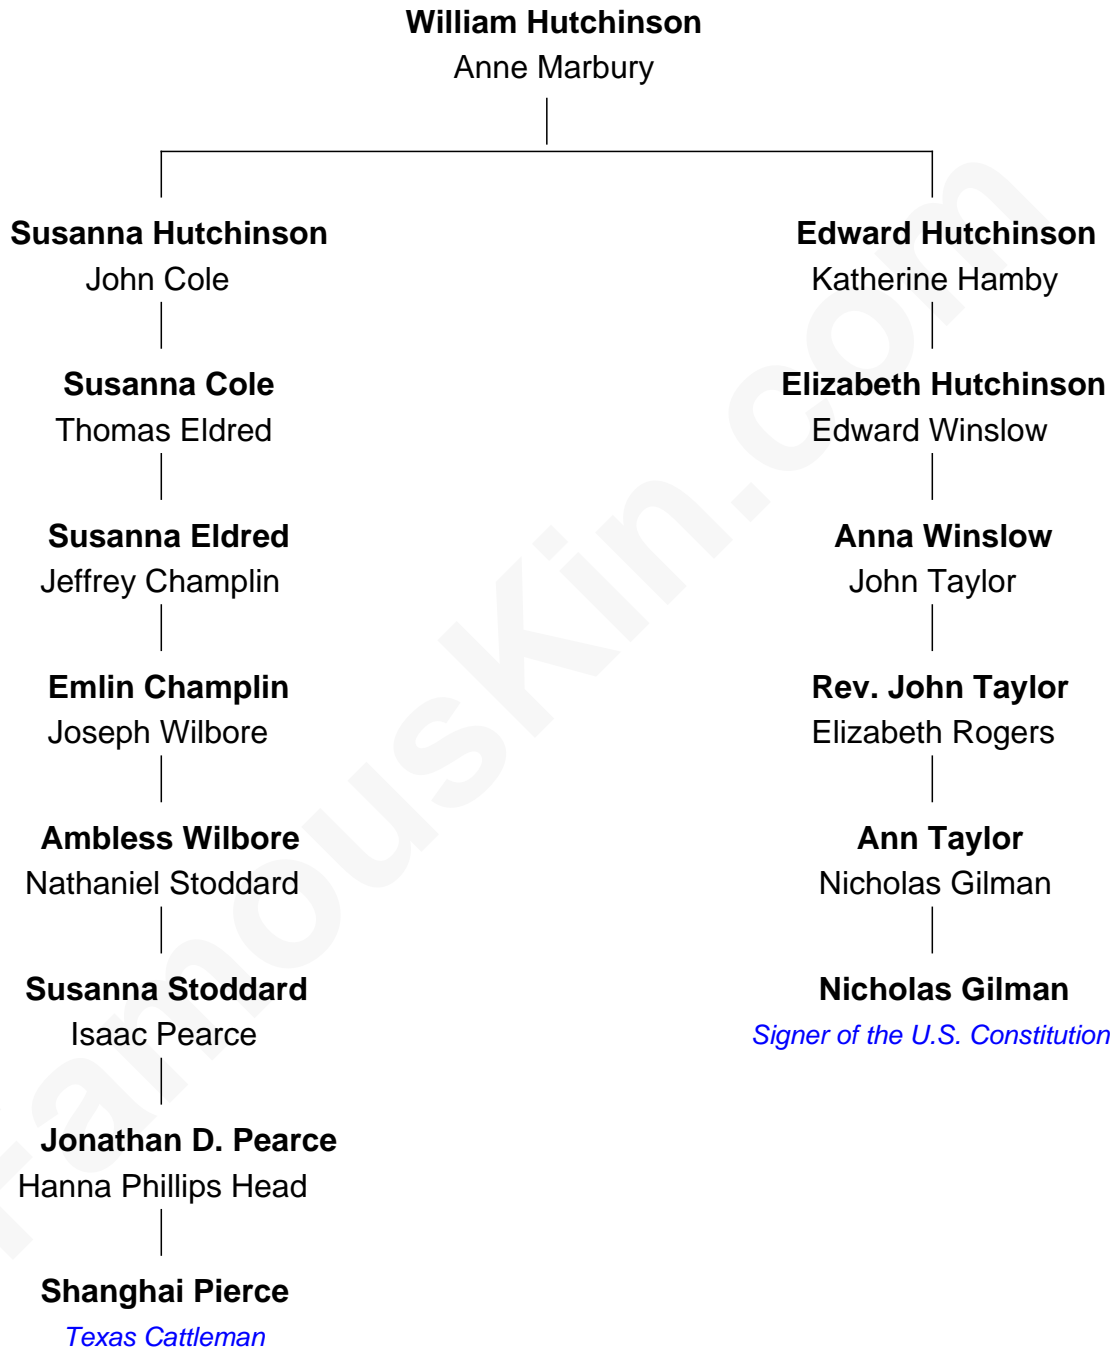 William Hutchinson
Anne Marbury
Susanna Hutchinson
John Cole
Susanna Cole
Thomas Eldred
Susanna Eldred
Jeffrey Champlin
Emlin Champlin
Joseph Wilbore
Ambless Wilbore
Nathaniel Stoddard
Susanna Stoddard
Isaac Pearce
Jonathan D. Pearce
Hanna Phillips Head
Shanghai Pierce
Texas Cattleman
Edward Hutchinson
Katherine Hamby
Elizabeth Hutchinson
Edward Winslow
Anna Winslow
John Taylor
Rev. John Taylor
Elizabeth Rogers
Ann Taylor
Nicholas Gilman
Nicholas Gilman
Signer of the U.S. Constitution
FamousKin.com